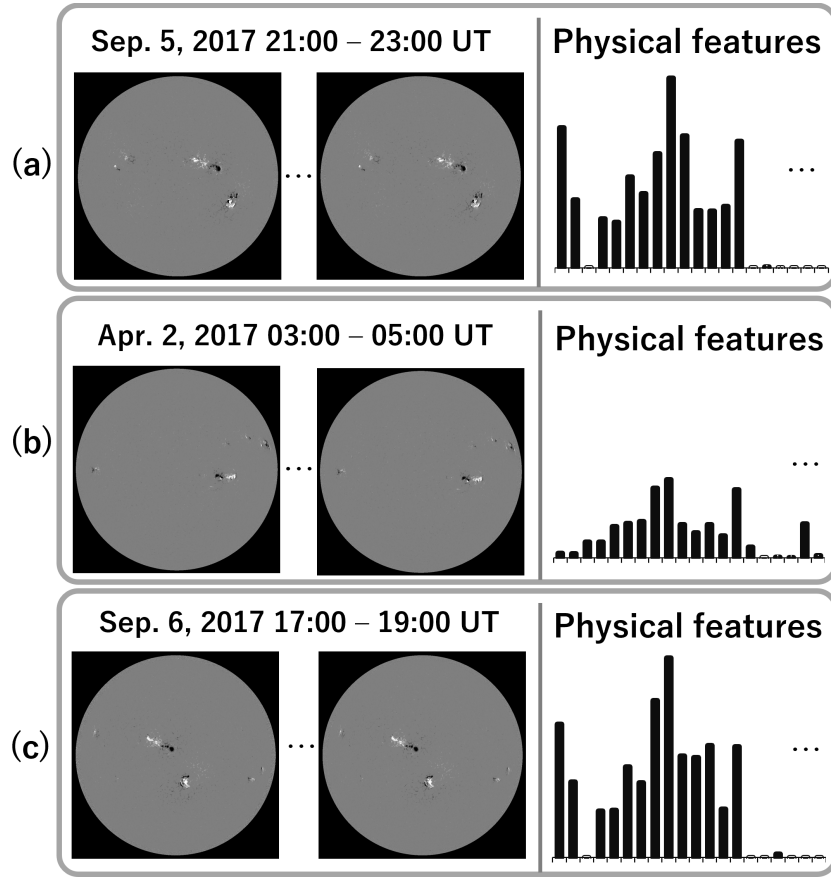 Sep. 5, 2017 21:00 – 23:00 UT
Physical features
(a)
...
...
Apr. 2, 2017 03:00 – 05:00 UT
Physical features
(b)
...
...
Sep. 6, 2017 17:00 – 19:00 UT
Physical features
(c)
...
...